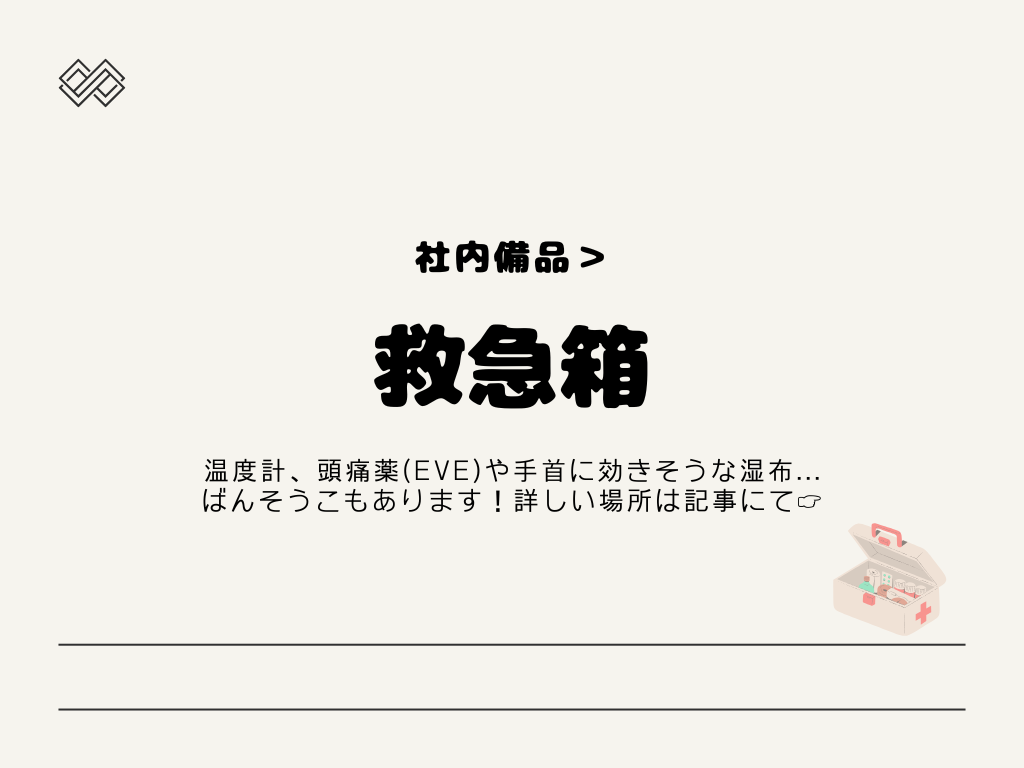 社内備品＞
救急箱
温度計、頭痛薬(EVE)や手首に効きそうな湿布...
ばんそうこもあります！詳しい場所は記事にて👉